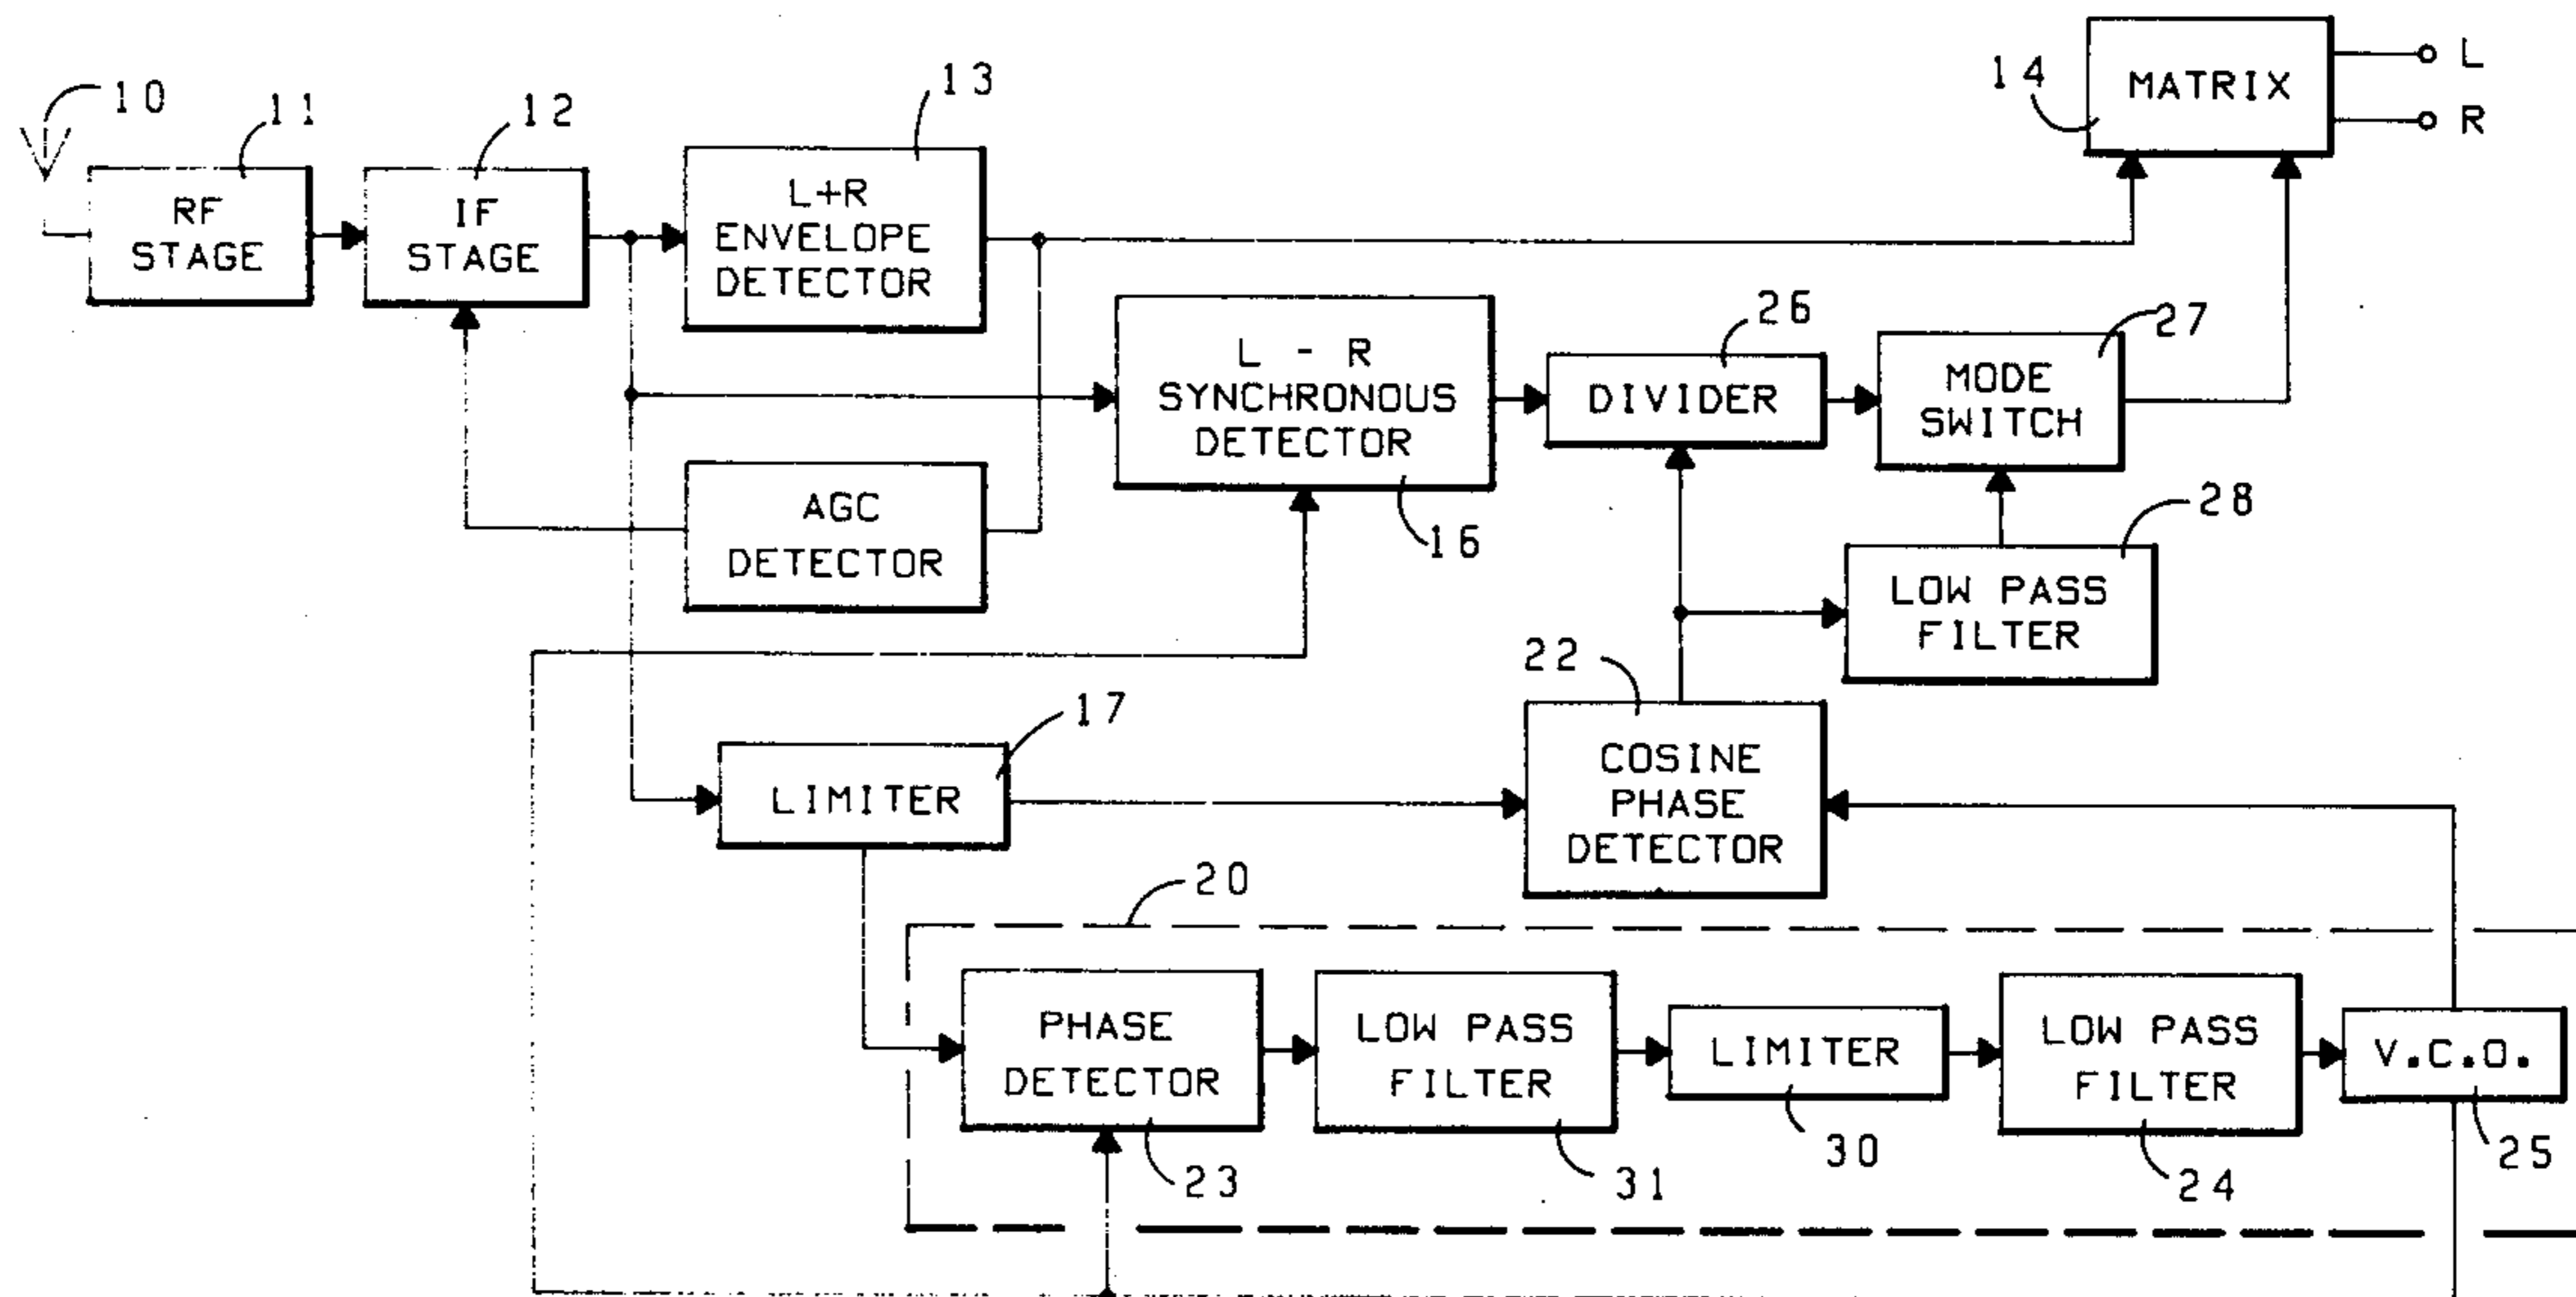 10
11
RF
STAGE
12
IF
STAGE
13
L+R
ENVELOPE
DETECTOR
14
MATRIX
L
R
L - R
SYNCHRONOUS
DETECTOR
16
26
DIVIDER
27
MODE
SWITCH
AGC
DETECTOR
28
LOW PASS
FILTER
17
LIMITER
22
COSINE
PHASE
DETECTOR
20
PHASE
DETECTOR
23
LOW PASS
FILTER
31
LIMITER
30
LOW PASS
FILTER
24
V.C.O.
25